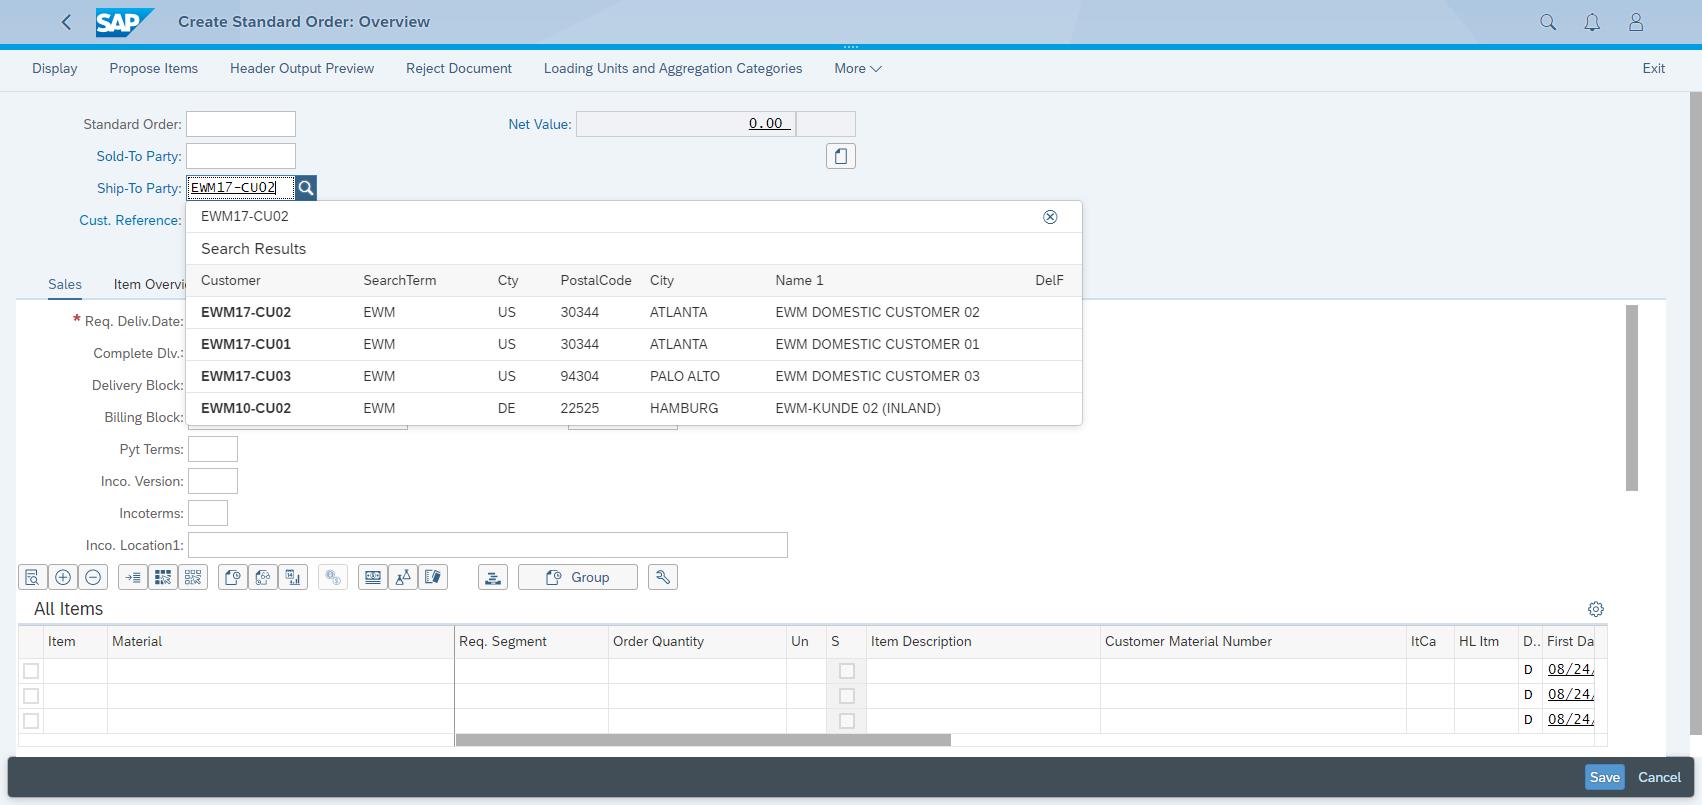 SAP Create Standard Order: Overview
Display Propose Items Header Output Preview Reject Document Loading Units and Aggregation Categories More Exit
Standard Order: Net Value: 0.00
Sold-To Party:
Ship-To Party: EWM17-CU02
Cust. Reference: EWM17-CU02
Search Results
Customer SearchTerm Cty PostalCode City Name 1 DelF
EWM17-CU02 EWM US 30344 ATLANTA EWM DOMESTIC CUSTOMER 02
EWM17-CU01 EWM US 30344 ATLANTA EWM DOMESTIC CUSTOMER 01
EWM17-CU03 EWM US 94304 PALO ALTO EWM DOMESTIC CUSTOMER 03
EWM10-CU02 EWM DE 22525 HAMBURG EWM-KUNDE 02 (INLAND)
Sales Item Overvi
* Req. Deliv.Date:
Complete Dlv.:
Delivery Block:
Billing Block:
Pyt Terms:
Inco. Version:
Incoterms:
Inco. Location1:
Group
All Items
Item Material Req. Segment Order Quantity Un S Item Description Customer Material Number ItCa HL Itm D.. First Da
D 08/24/
D 08/24/
D 08/24/
Save Cancel